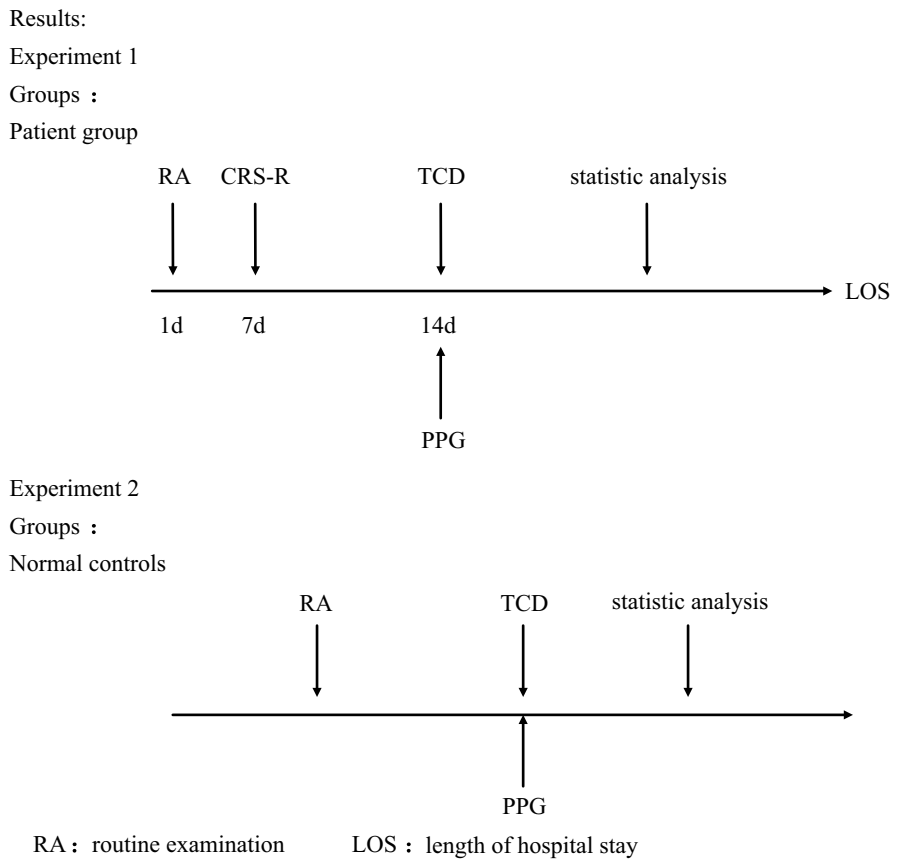 Results:
Experiment 1
Groups ：
Patient group
RA CRS-R TCD statistic analysis
LOS
1d 7d 14d
PPG
Experiment 2
Groups ：
Normal controls
RA TCD statistic analysis
PPG
RA：routine examination LOS：length of hospital stay